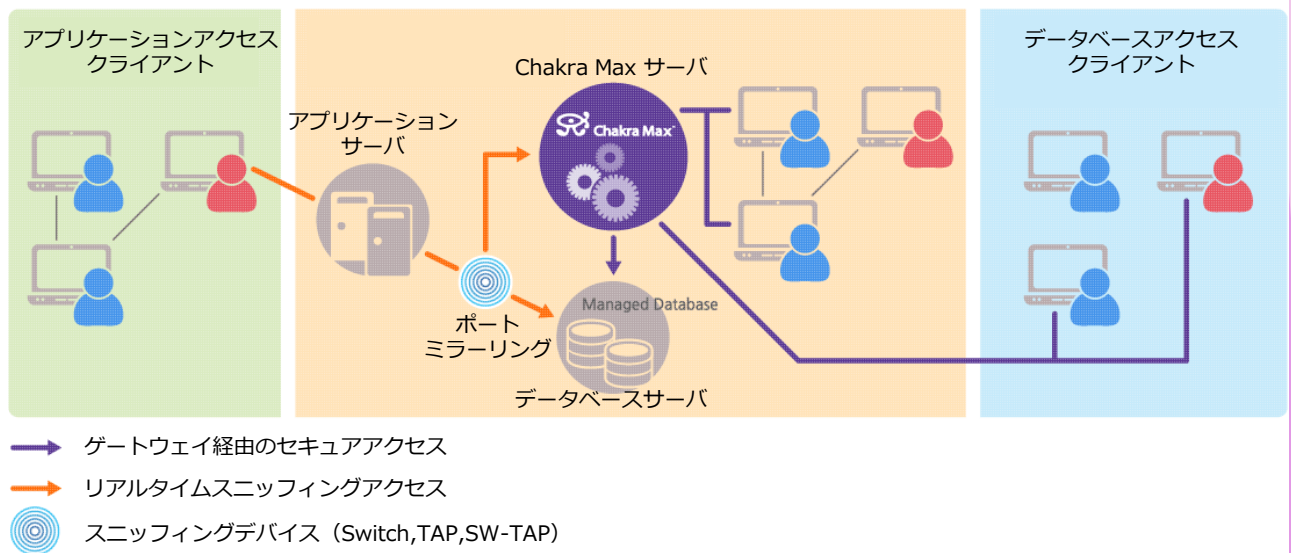 アプリケーションアクセス
クライアント
アプリケーション
サーバ
Chakra Max サーバ
Chakra Max™
ポート
ミラーリング
Managed Database
データベースサーバ
データベースアクセス
クライアント
ゲートウェイ経由のセキュアアクセス
リアルタイムスニッフィングアクセス
スニッフィングデバイス（Switch,TAP,SW-TAP）